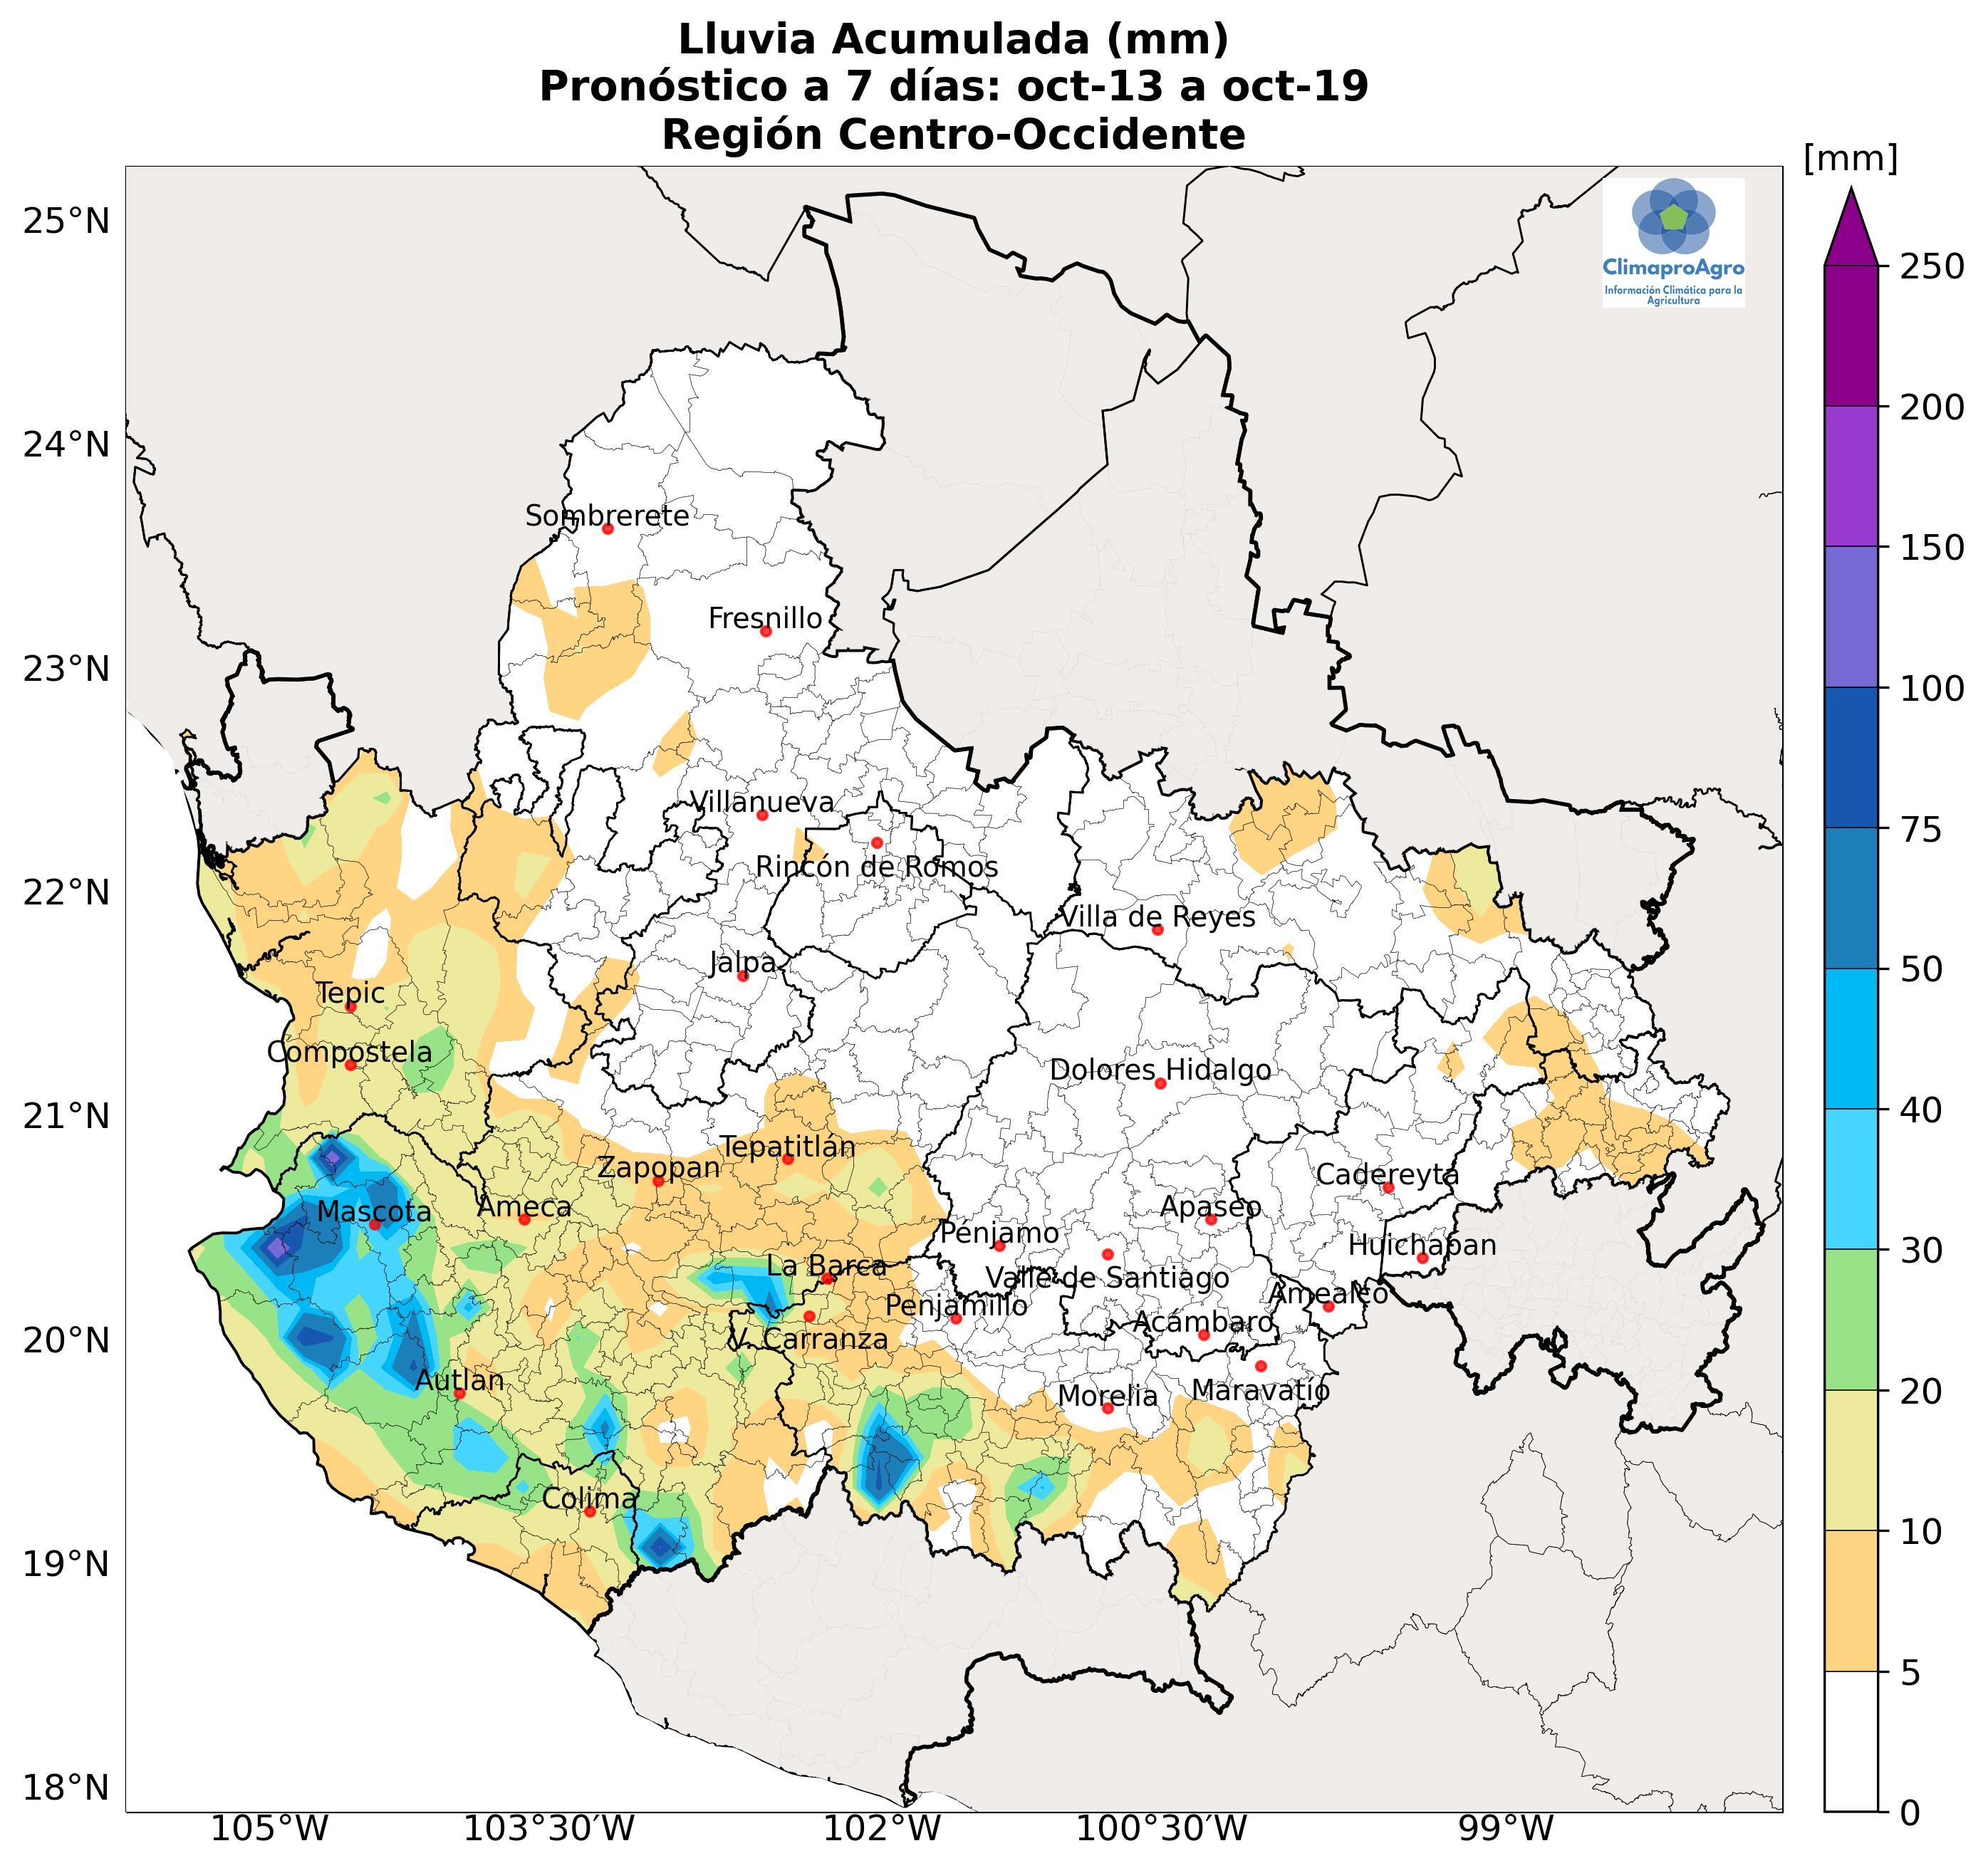 Lluvia Acumulada (mm)
Pronóstico a 7 días: oct-13 a oct-19
Región Centro-Occidente
[mm]
25°N
24°N
23°N
22°N
21°N
20°N
19°N
18°N
ClimaproAgro
Información Climática para la
Agricultura
Sombrerete
Fresnillo
Villanueva
Rincón de Romos
Villa de Reyes
Jalpa
Tepic
Compostela
Dolores Hidalgo
Tepatitlán
Zapopan
Cadereyta
Ameca
Mascota
Apaseo
Pénjamo
Huichapan
La Barca
Valle de Santiago
Amealco
Penjamillo
Acámbaro
V. Carranza
Autlán
Morelia
Maravatío
Colima
250
200
150
100
75
50
40
30
20
10
5
0
105°W
103°30'W
102°W
100°30'W
99°W